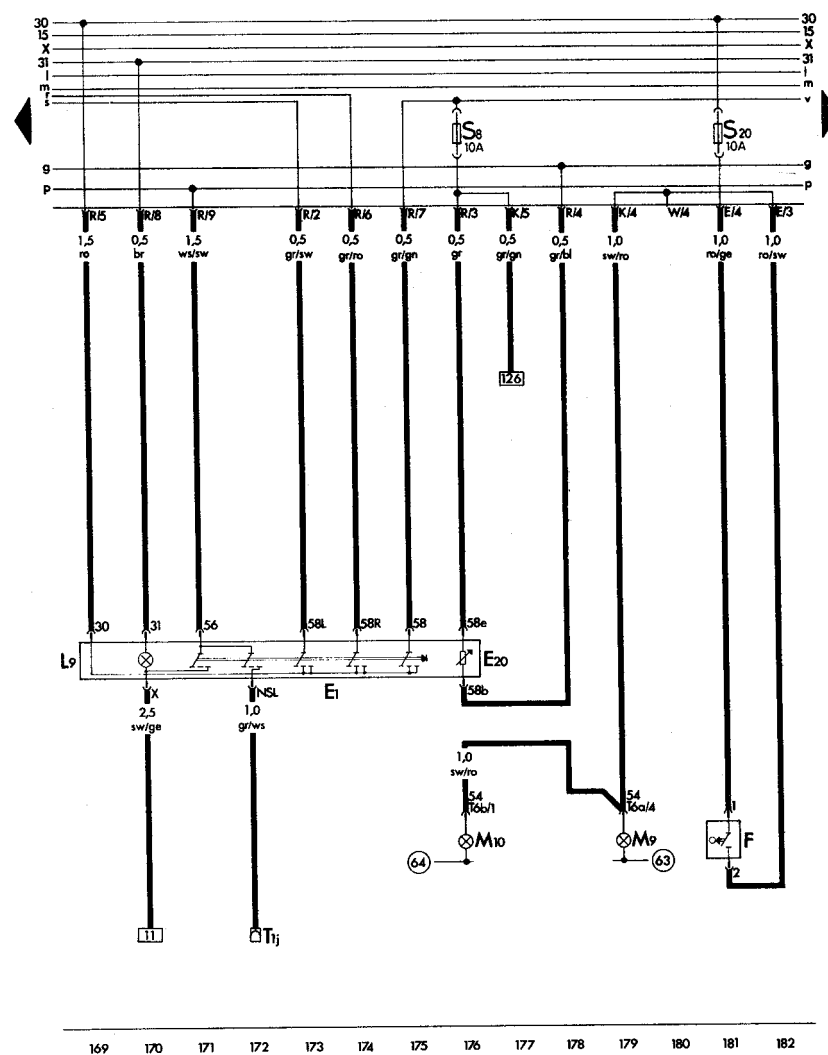 30 30
15 15
X X
31 31
l l
m m
r
s v
S8
10A
S20
10A
g g
p p
R/5 R/8 R/9 R/2 R/6 R/7 R/3 K/5 R/4 K/4 W/4 E/4 E/3
1,5 0,5 1,5 0,5 0,5 0,5 0,5 0,5 0,5 1,0 1,0 1,0
ro br ws/sw gr/sw gr/ro gr/gn gr gr/gn gr/bl sw/ro ro/ge ro/sw
126
30 31 56 58L 58R 58 58e
L9 E20
E1
X NSL 58b
2,5 1,0
sw/ge gr/ws
1,0
sw/ro
54
T6b/1
54
T6a/4
1
M10 M9 F
64 63
2
11 T1j
169 170 171 172 173 174 175 176 177 178 179 180 181 182